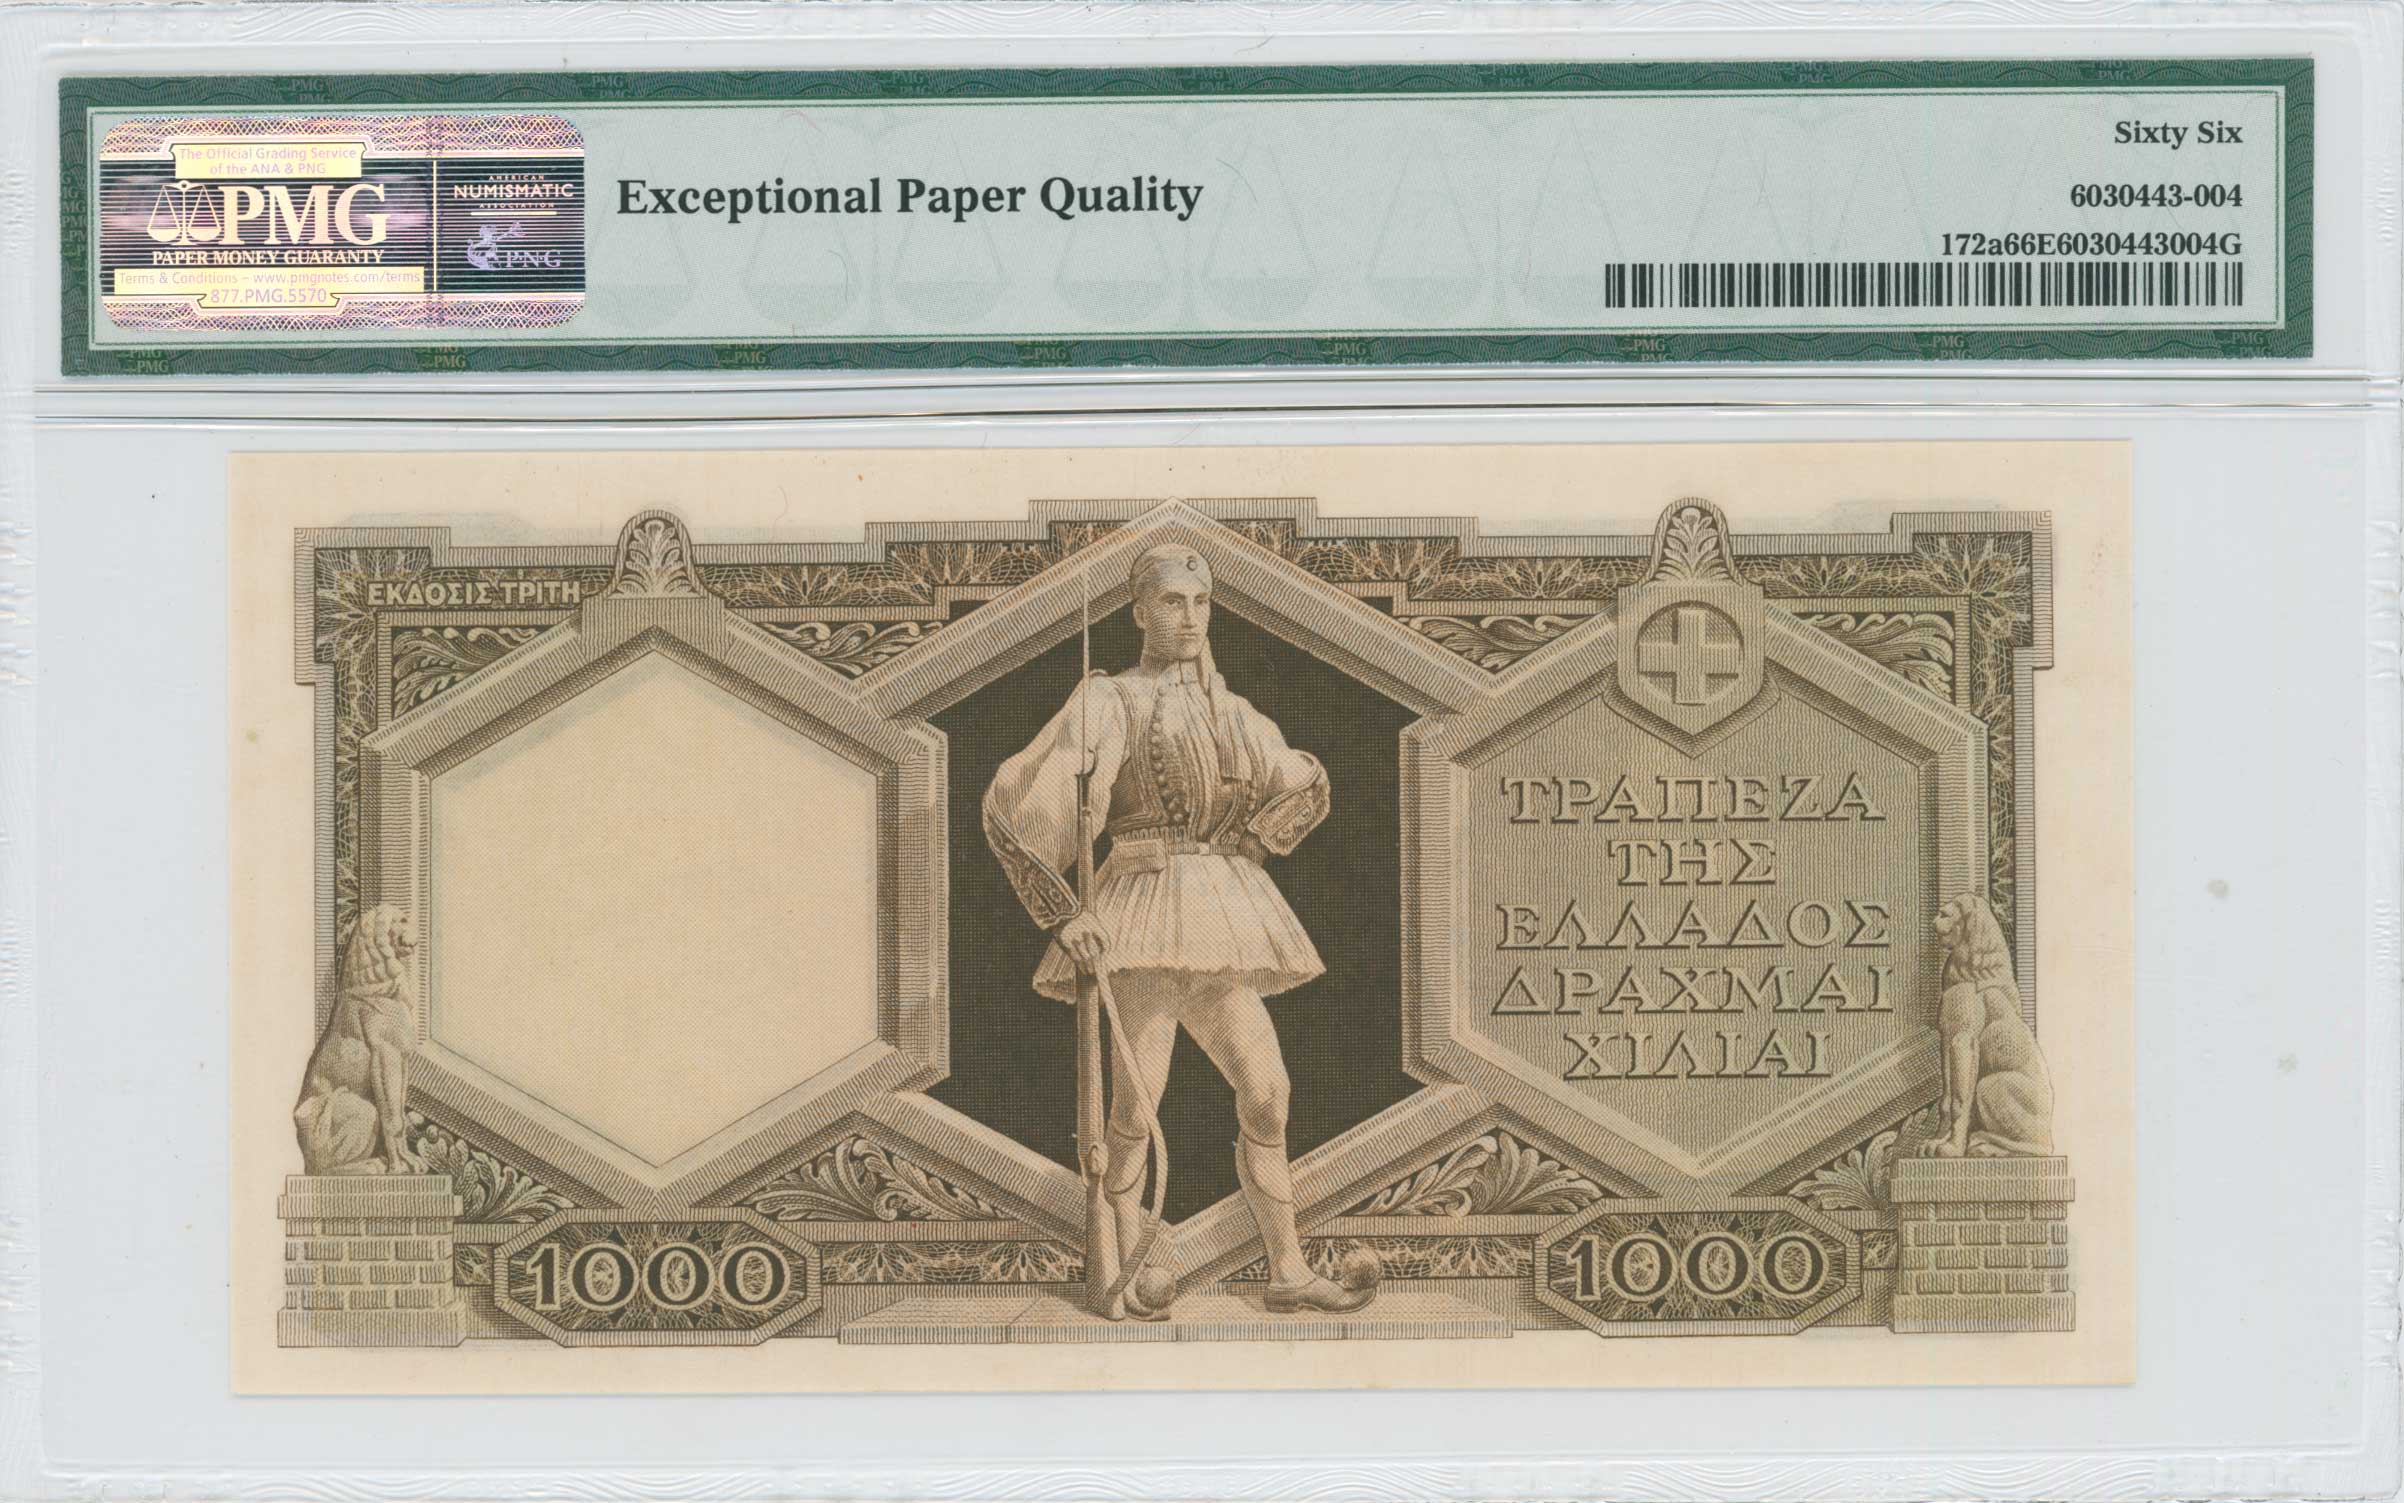 The Official Grading Service
of the ANA & PNG
PMG
PAPER MONEY GUARANTY
Terms & Conditions – www.pmgnotes.com/terms
877.PMG.5570
AMERICAN
NUMISMATIC
ASSOCIATION
PNG
Exceptional Paper Quality
Sixty Six
6030443-004
172a66E6030443004G
ΕΚΔΟΣΙΣ ΤΡΙΤΗ
ΤΡΑΠΕΖΑ
ΤΗΣ
ΕΛΛΑΔΟΣ
ΔΡΑΧΜΑΙ
ΧΙΛΙΑΙ
1000
1000